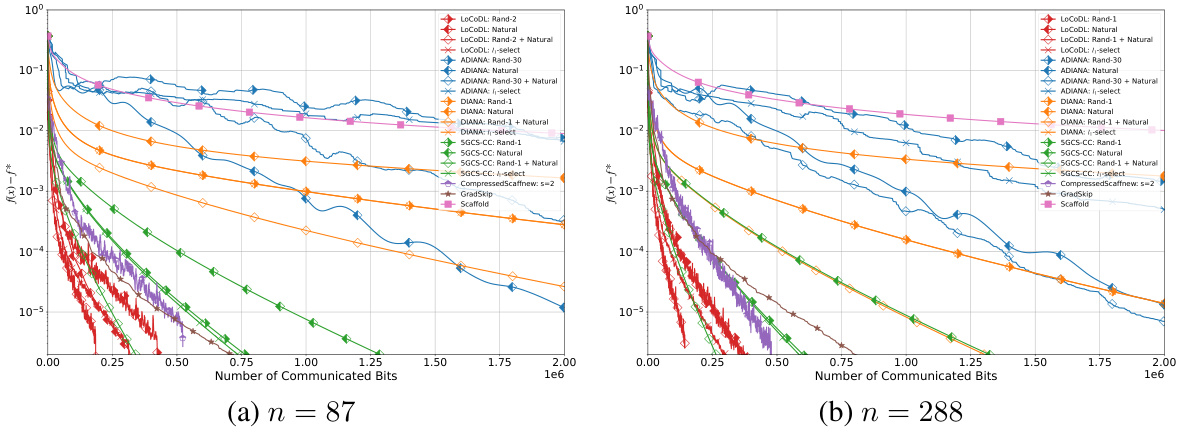 10⁰
10⁻¹
10⁻²
10⁻³
10⁻⁴
10⁻⁵
f(x) − f*
LoCoDL: Rand-2
LoCoDL: Natural
LoCoDL: Rand-2 + Natural
LoCoDL: l₁-select
ADIANA: Rand-30
ADIANA: Natural
ADIANA: Rand-30 + Natural
ADIANA: l₁-select
DIANA: Rand-1
DIANA: Natural
DIANA: Rand-1 + Natural
DIANA: l₁-select
5GCS-CC: Rand-1
5GCS-CC: Natural
5GCS-CC: Rand-1 + Natural
5GCS-CC: l₁-select
CompressedScaffnew: s=2
GradSkip
Scaffold
0.00 0.25 0.50 0.75 1.00 1.25 1.50 1.75 2.00
Number of Communicated Bits
1e6
(a) n = 87
10⁰
10⁻¹
10⁻²
10⁻³
10⁻⁴
10⁻⁵
f(x) − f*
LoCoDL: Rand-1
LoCoDL: Natural
LoCoDL: Rand-1 + Natural
LoCoDL: l₁-select
ADIANA: Rand-30
ADIANA: Natural
ADIANA: Rand-30 + Natural
ADIANA: l₁-select
DIANA: Rand-1
DIANA: Natural
DIANA: Rand-1 + Natural
DIANA: l₁-select
5GCS-CC: Rand-1
5GCS-CC: Natural
5GCS-CC: Rand-1 + Natural
5GCS-CC: l₁-select
CompressedScaffnew: s=2
GradSkip
Scaffold
0.00 0.25 0.50 0.75 1.00 1.25 1.50 1.75 2.00
Number of Communicated Bits
1e6
(b) n = 288